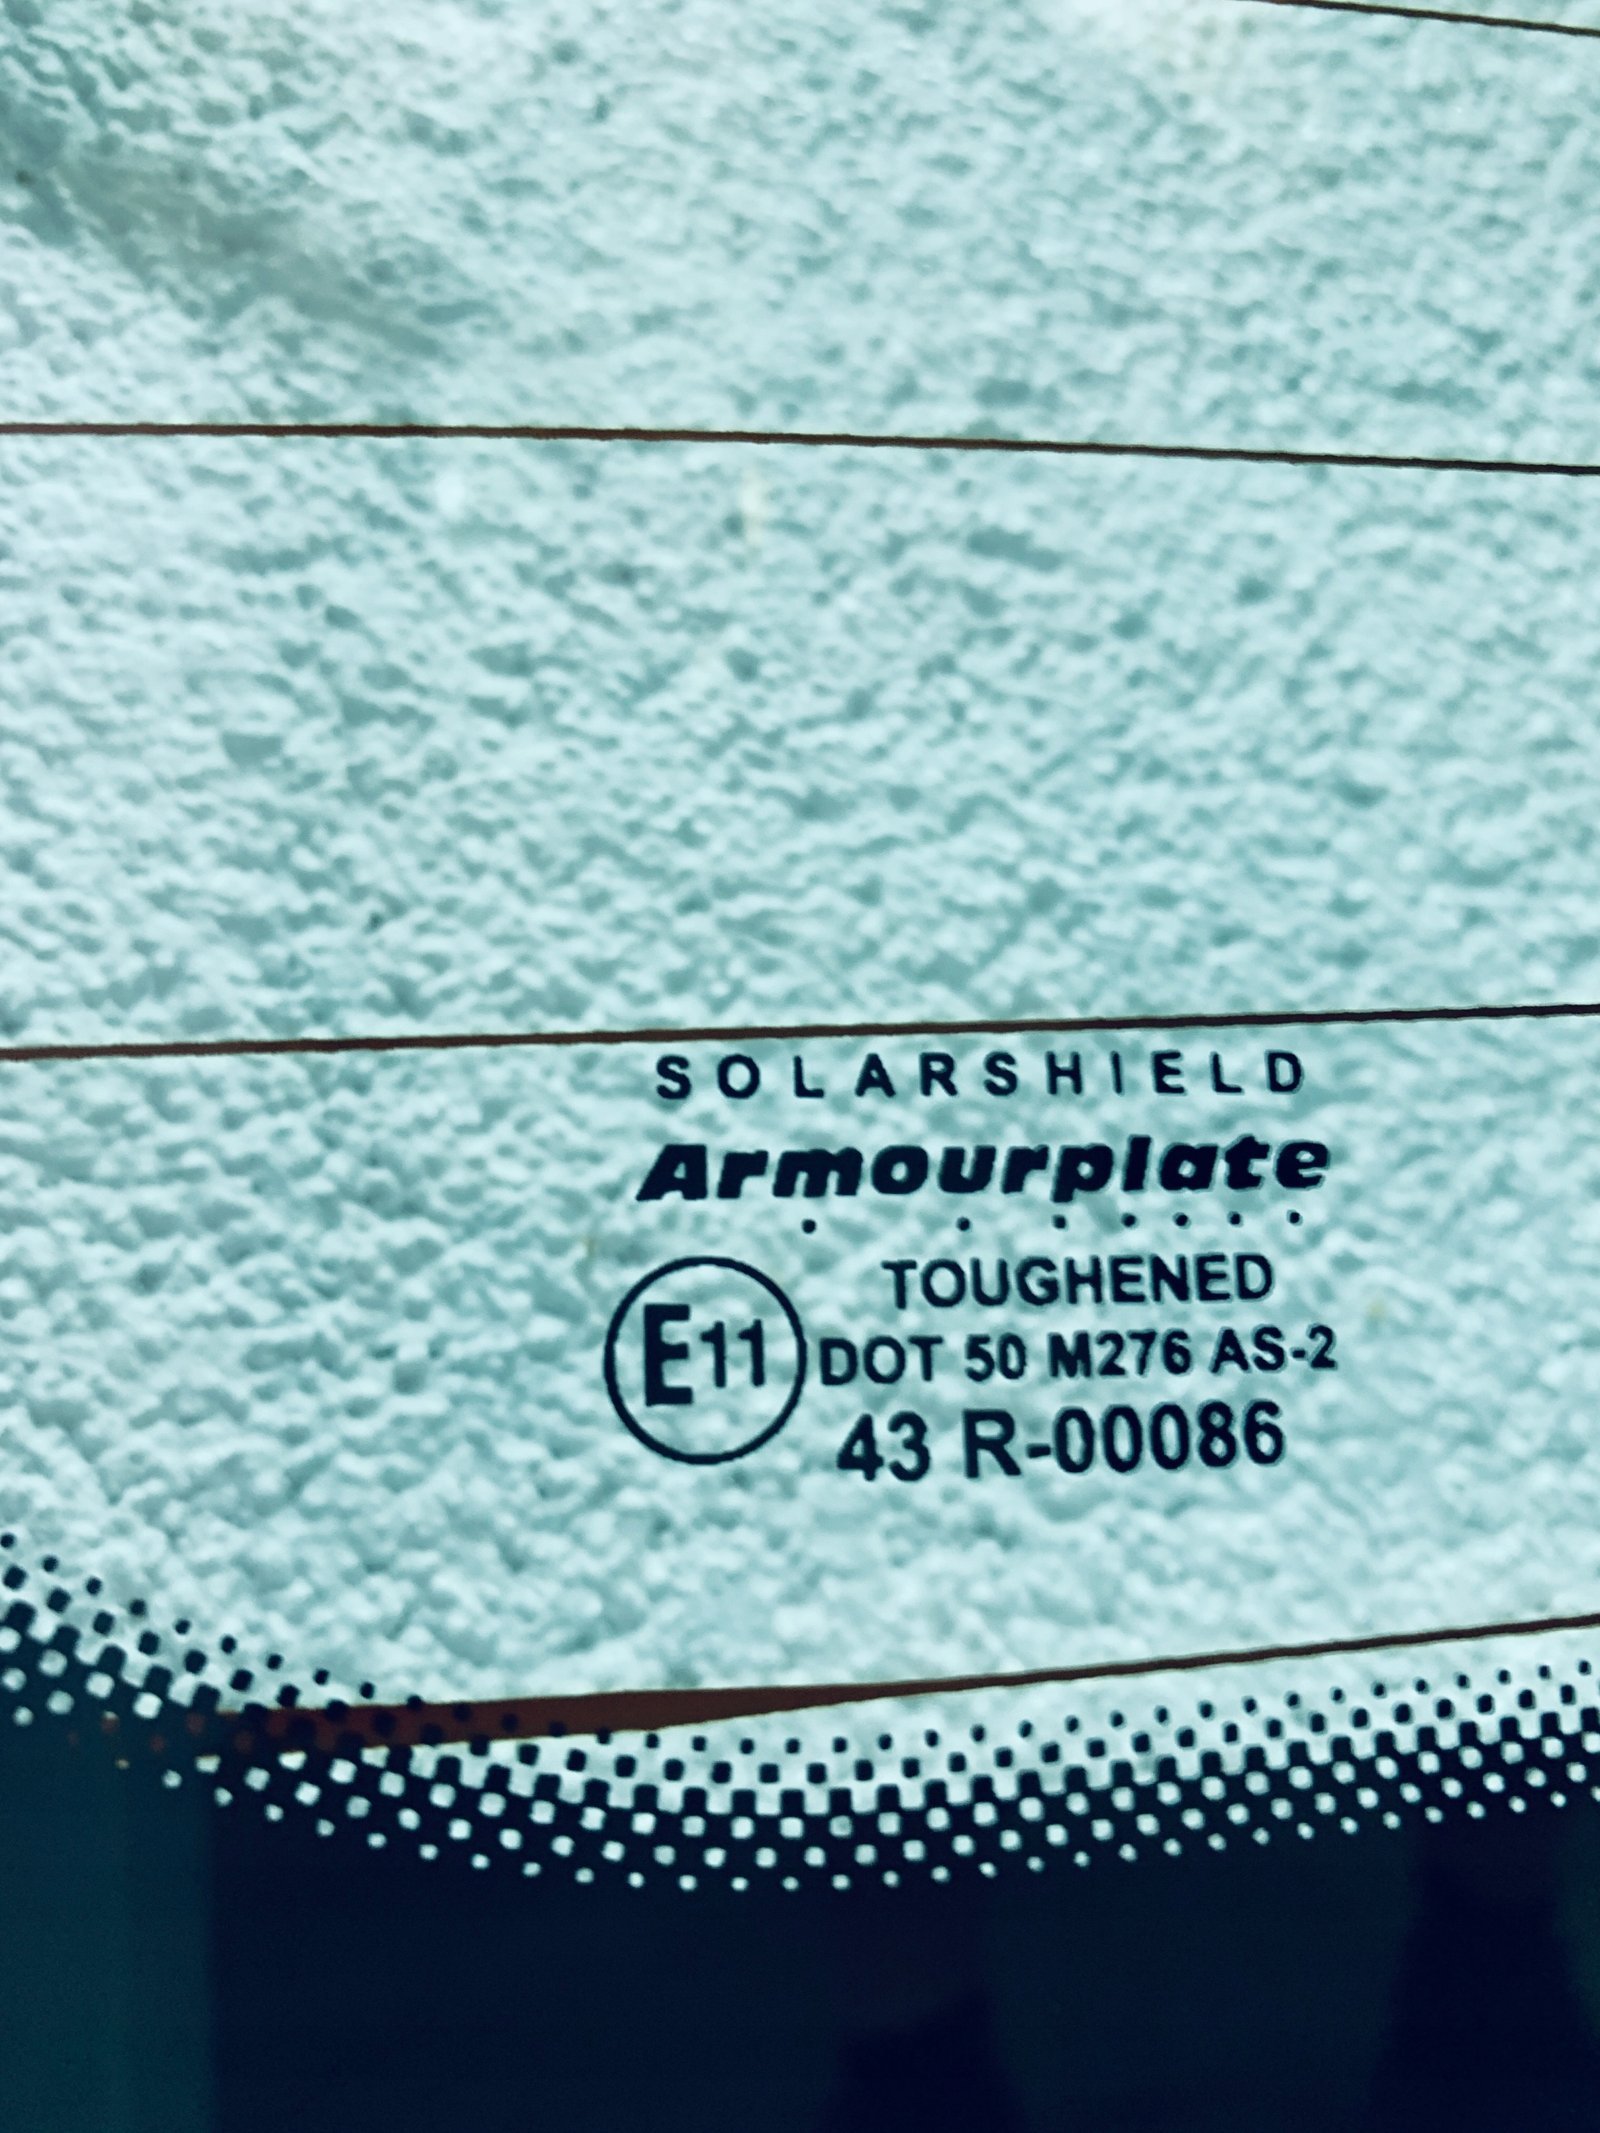 SOLARSHIELD
Armourplate
TOUGHENED
E11 DOT 50 M276 AS-2
43 R-00086